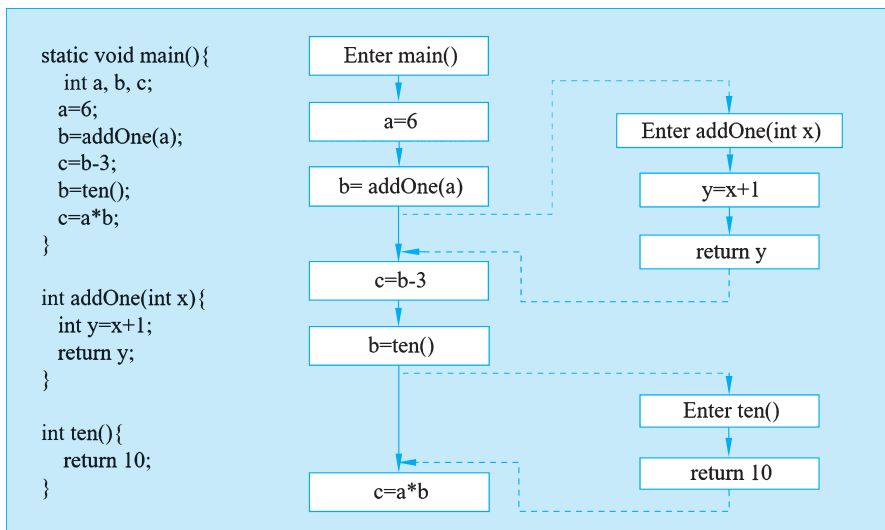 static void main(){
int a, b, c;
a=6;
b=addOne(a);
c=b-3;
b=ten();
c=a*b;
}
int addOne(int x){
int y=x+1;
return y;
}
int ten(){
return 10;
}
Enter main()
a=6
b= addOne(a)
c=b-3
b=ten()
c=a*b
Enter addOne(int x)
y=x+1
return y
Enter ten()
return 10